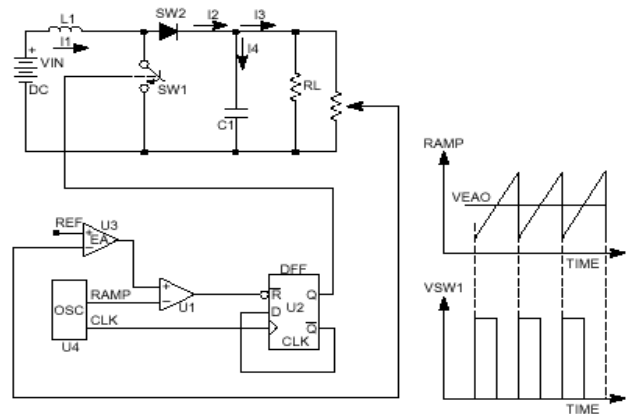 L1
SW2
I2
I3
I1
I4
+
VIN
DC
SW1
C1
RL
RAMP
VEAO
TIME
REF
U3
+
EA
−
DFF
+
U1
−
R
Q
D
U2
Q
CLK
OSC
RAMP
CLK
U4
VSW1
TIME